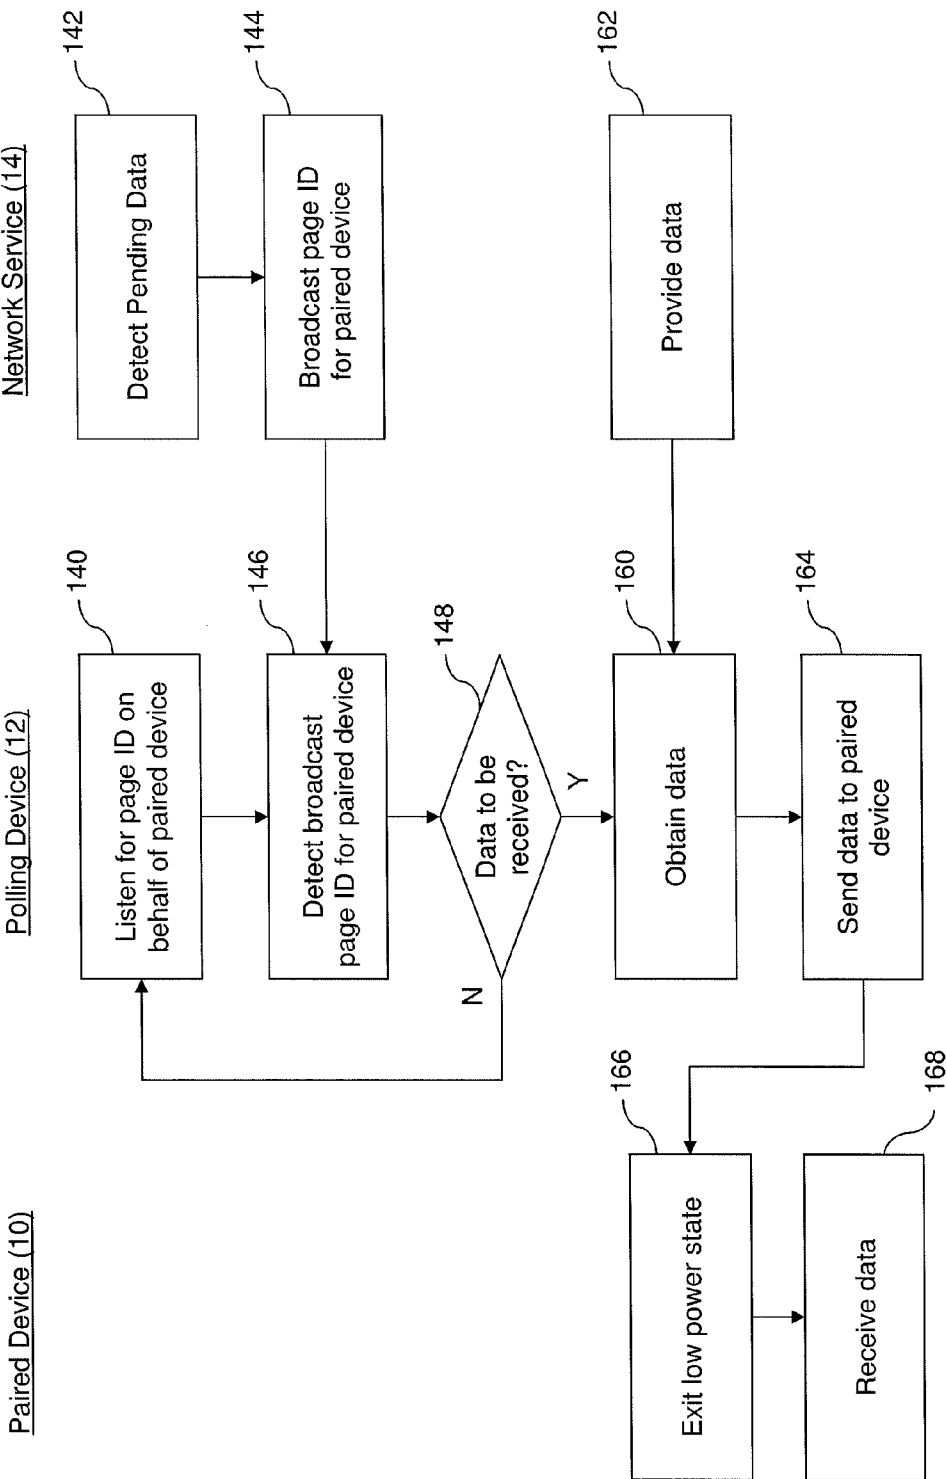 Paired Device (10)
Polling Device (12)
Network Service (14)
140
Listen for page ID on
behalf of paired device
142
Detect Pending Data
144
Broadcast page ID
for paired device
146
Detect broadcast
page ID for paired device
148
Data to be
received?
N
Y
160
Obtain data
162
Provide data
164
Send data to paired
device
166
Exit low power state
168
Receive data